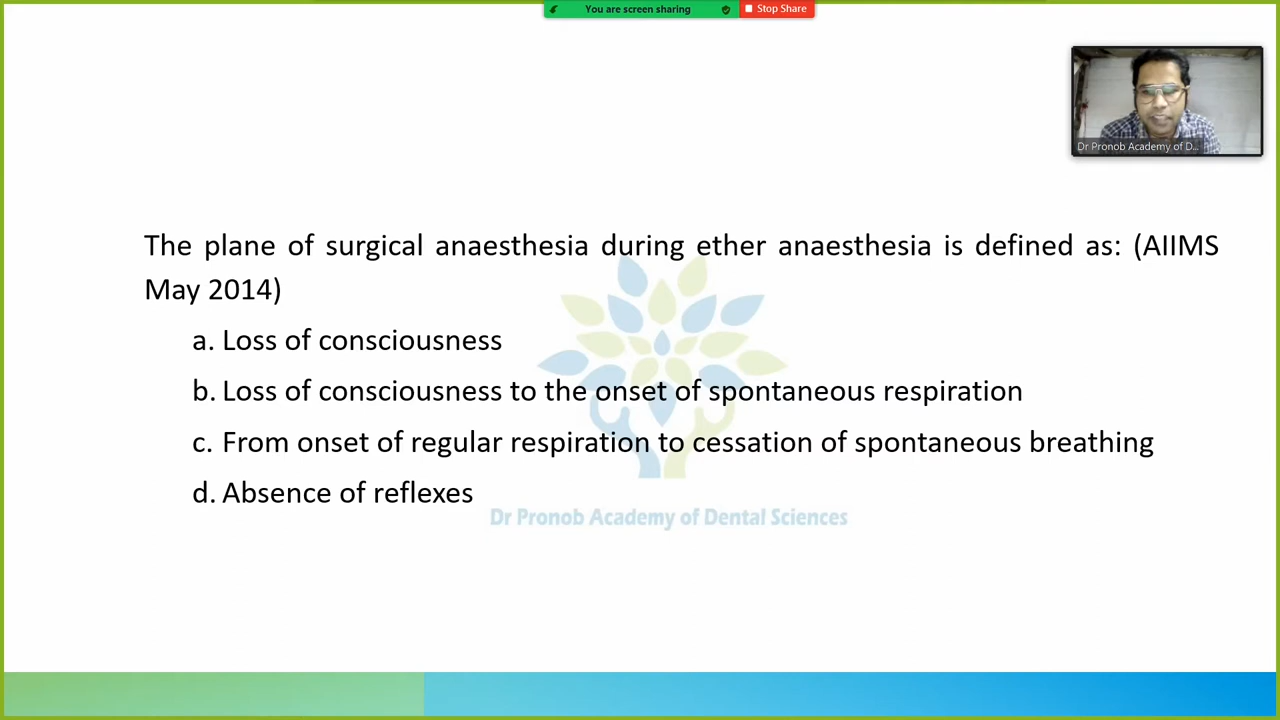 You are screen sharing
Stop Share
Dr Pronob Academy of D...
The plane of surgical anaesthesia during ether anaesthesia is defined as: (AIIMS
May 2014)
a. Loss of consciousness
b. Loss of consciousness to the onset of spontaneous respiration
c. From onset of regular respiration to cessation of spontaneous breathing
d. Absence of reflexes
Dr Pronob Academy of Dental Sciences